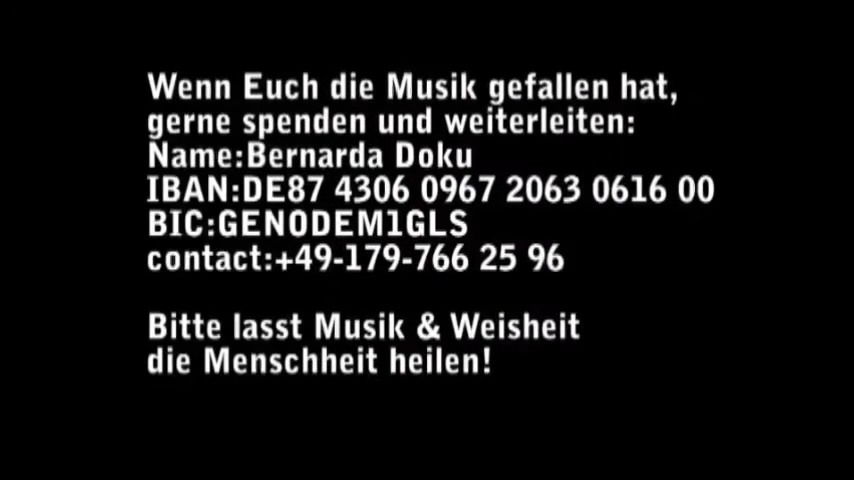 Wenn Euch die Musik gefallen hat,
gerne spenden und weiterleiten:
Name:Bernarda Doku
IBAN:DE87 4306 0967 2063 0616 00
BIC:GENODEM1GLS
contact:+49-179-766 25 96
Bitte lasst Musik & Weisheit
die Menschheit heilen!